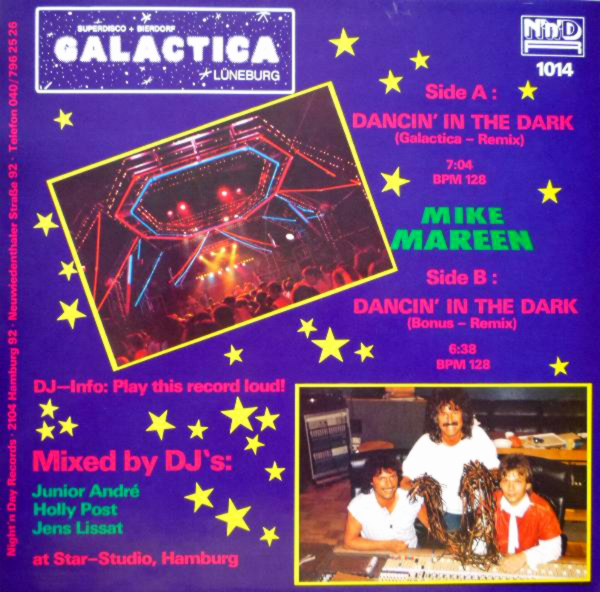 SUPERDISCO + BIERDORF
GALACTICA
LÜNEBURG
N'n'D
1014
Side A :
DANCIN' IN THE DARK
(Galactica – Remix)
7:04
BPM 128
MIKE
MAREEN
Side B :
DANCIN' IN THE DARK
(Bonus – Remix)
6:38
BPM 128
DJ–Info: Play this record loud!
Mixed by DJ's:
Junior André
Holly Post
Jens Lissat
at Star–Studio, Hamburg
Night'n Day Records · 2104 Hamburg 92 · Neuwiedenthaler Straße 92 · Telefon 040/796 25 26